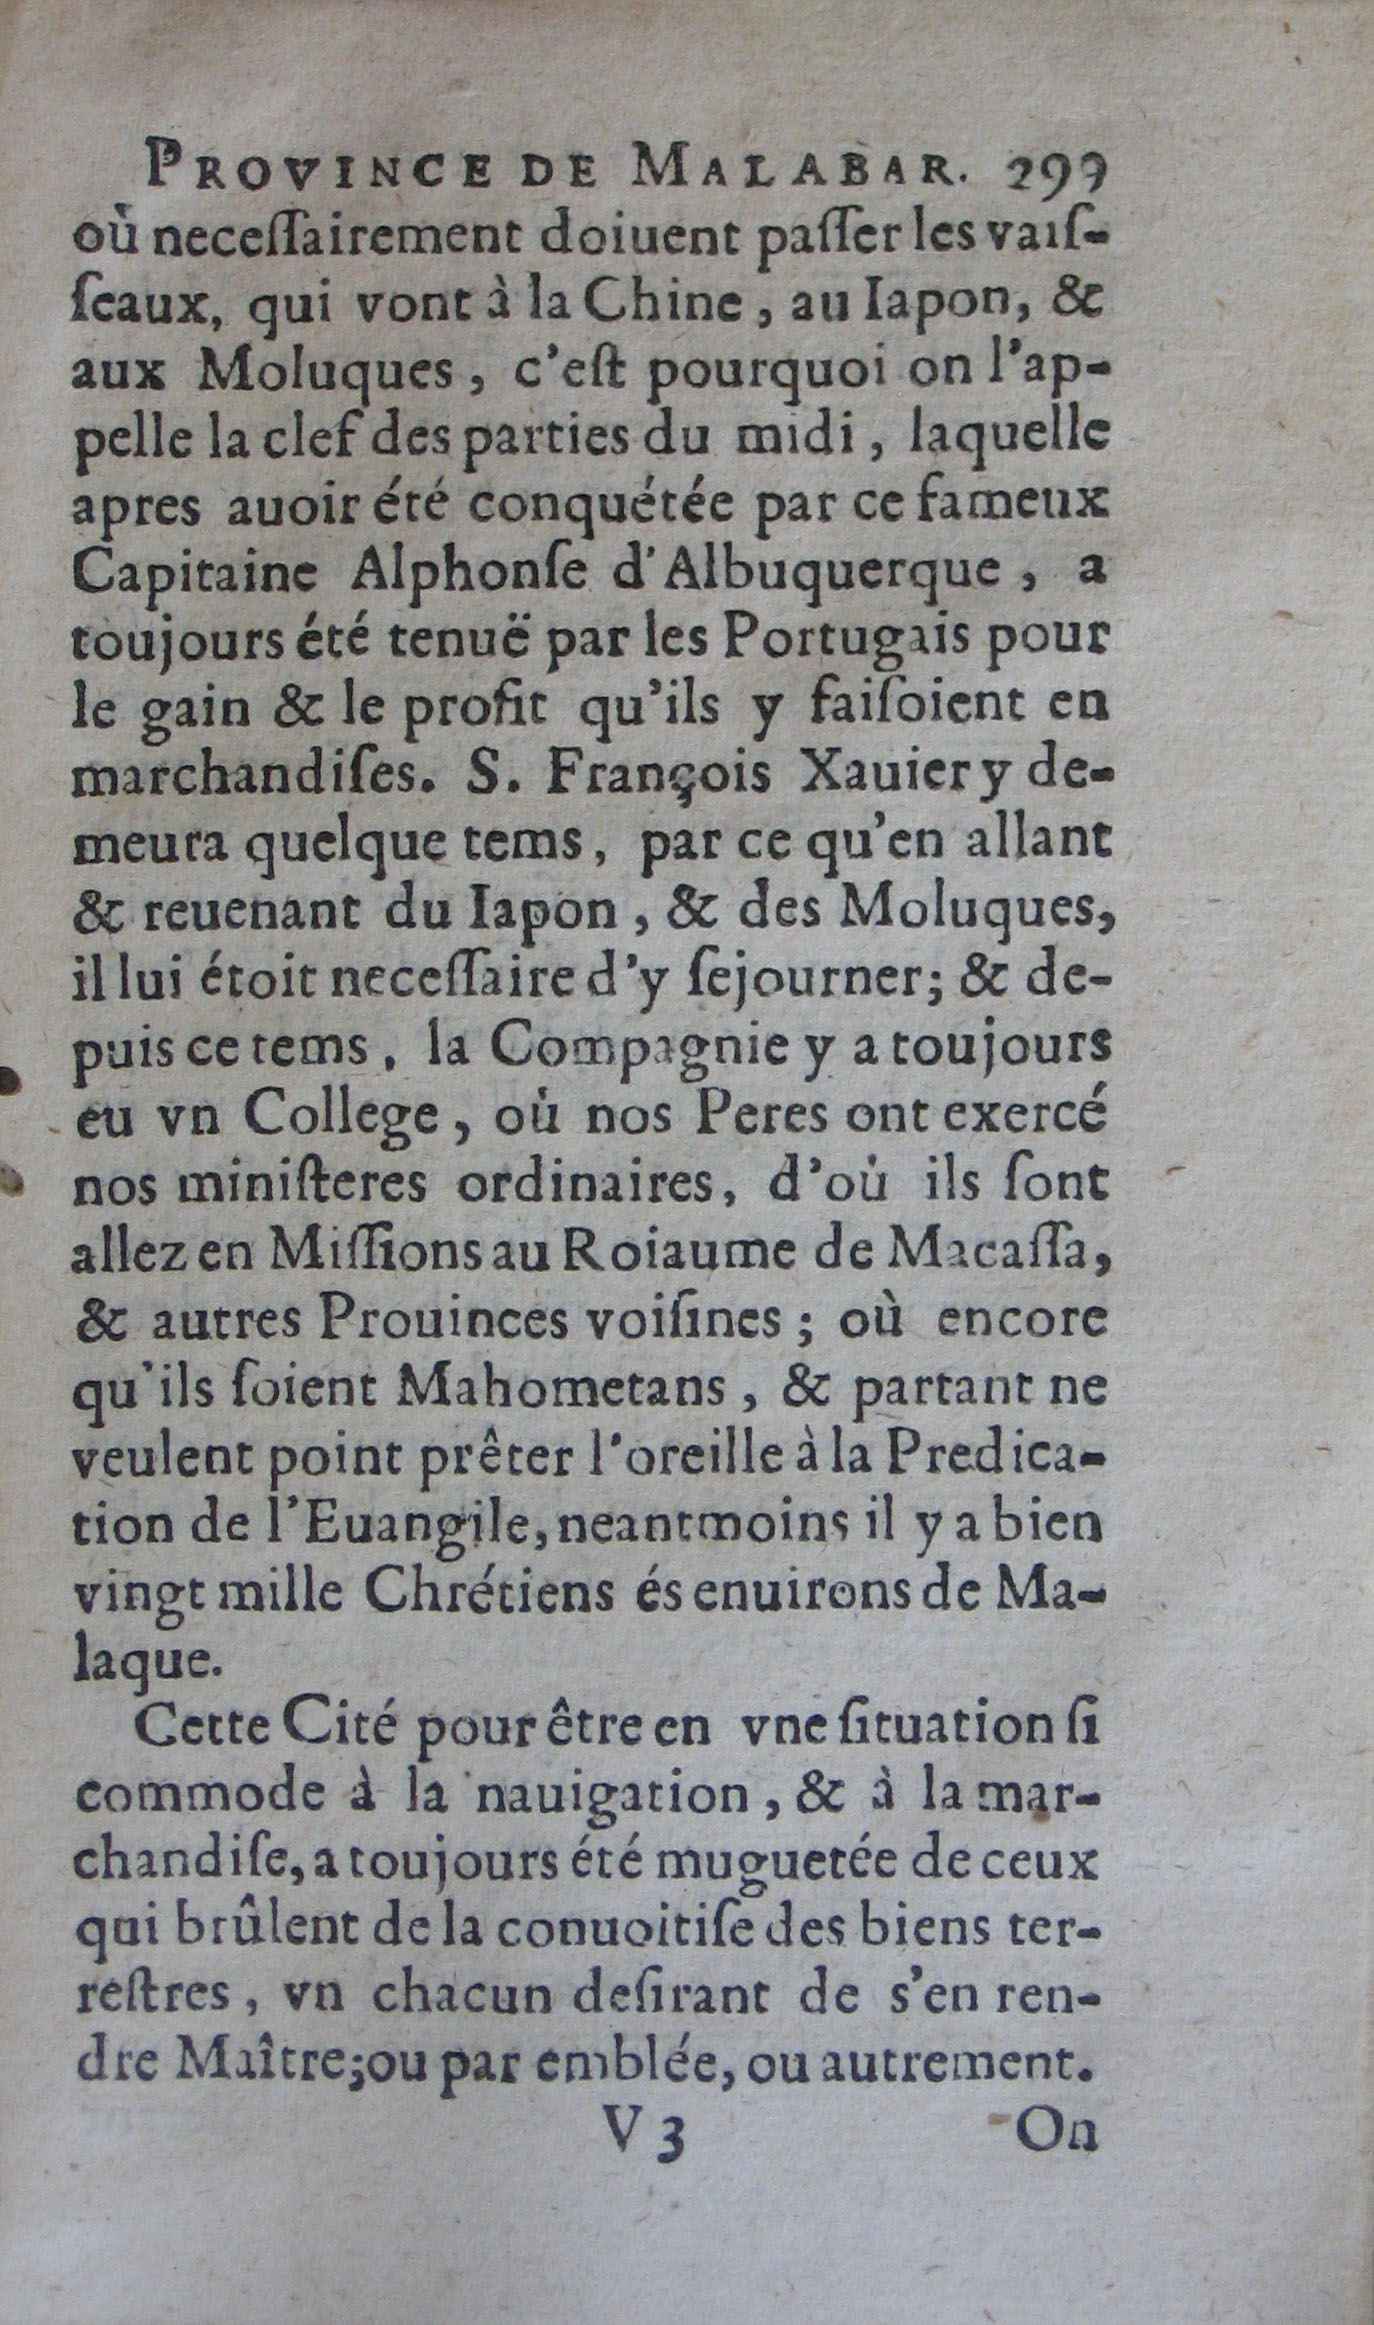 PROVINCE DE MALABAR. 299
où neceſſairement doiuent paſſer les vaiſ-
ſeaux, qui vont à la Chine, au Iapon, &
aux Moluques, c'eſt pourquoi on l'ap-
pelle la clef des parties du midi, laquelle
apres auoir été conquétée par ce fameux
Capitaine Alphonſe d'Albuquerque, a
toujours été tenuë par les Portugais pour
le gain & le profit qu'ils y faiſoient en
marchandiſes. S. François Xauier y de-
meura quelque tems, par ce qu'en allant
& reuenant du Iapon, & des Moluques,
il lui étoit neceſſaire d'y ſejourner; & de-
puis ce tems, la Compagnie y a toujours
eu vn College, où nos Peres ont exercé
nos miniſteres ordinaires, d'où ils ſont
allez en Miſſions au Roiaume de Macaſſa,
& autres Prouinces voiſines; où encore
qu'ils ſoient Mahometans, & partant ne
veulent point prêter l'oreille à la Predica-
tion de l'Euangile, neantmoins il y a bien
vingt mille Chrétiens és enuirons de Ma-
laque.
Cette Cité pour être en vne ſituation ſi
commode à la nauigation, & à la mar-
chandiſe, a toujours été muguetée de ceux
qui brûlent de la conuoitiſe des biens ter-
reſtres, vn chacun deſirant de s'en ren-
dre Maître; ou par emblée, ou autrement.
V 3 On